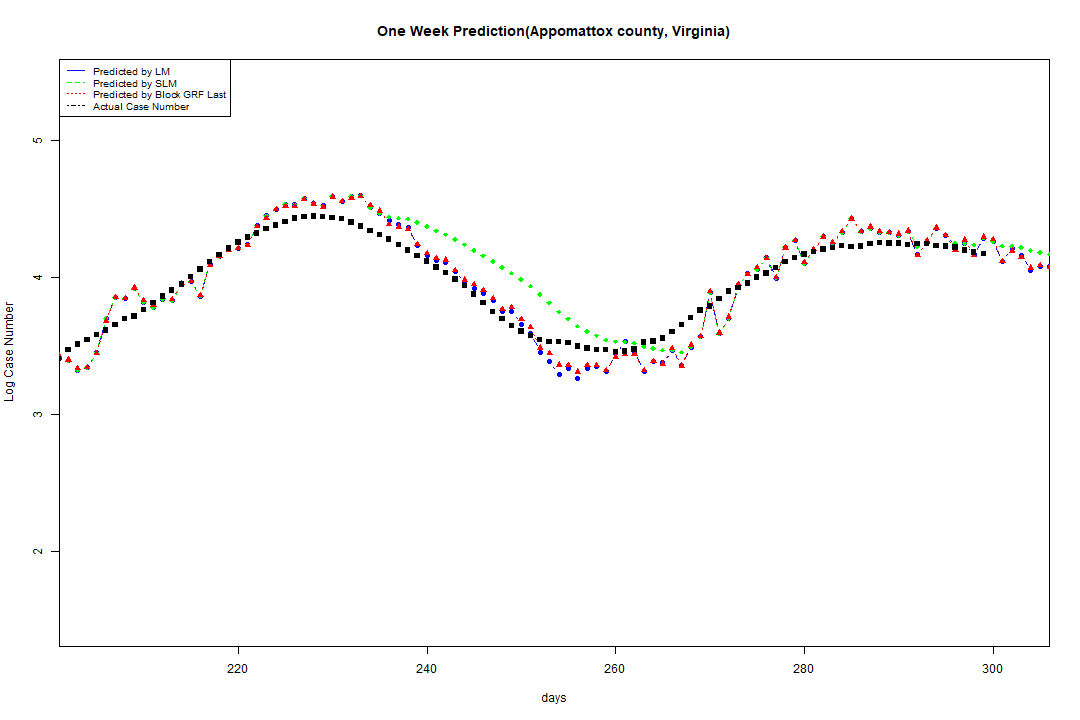 One Week Prediction(Appomattox county, Virginia)
Predicted by LM
Predicted by SLM
Predicted by Block GRF Last
Actual Case Number
5
4
3
2
Log Case Number
220 240 260 280 300
days